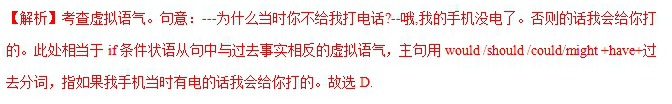 【解析】考查虚拟语气。句意：---为什么当时你不给我打电话?--哦,我的手机没电了。否则的话我会给你打
的。此处相当于 if 条件状语从句中与过去事实相反的虚拟语气，主句用 would /should /could/might +have+过
去分词，指如果我手机当时有电的话我会给你打的。故选 D.